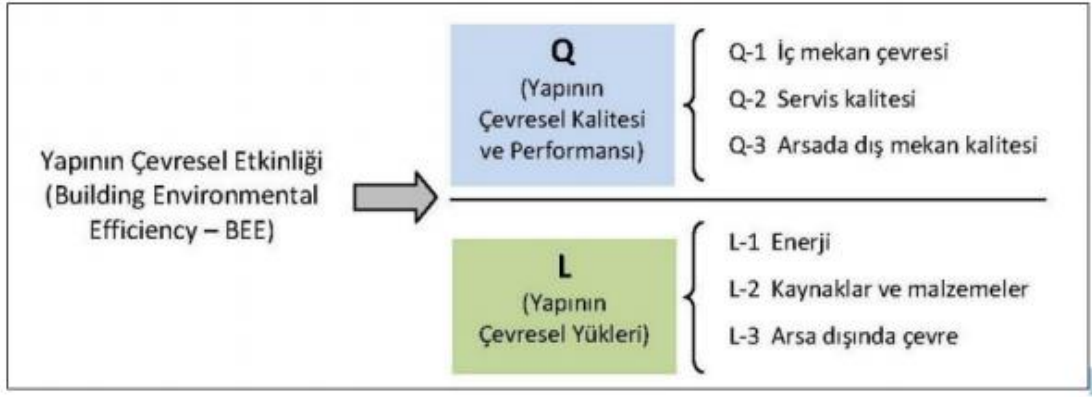 Yapının Çevresel Etkinliği
(Building Environmental
Efficiency – BEE)
Q
(Yapının
Çevresel Kalitesi
ve Performansı)
Q-1 İç mekan çevresi
Q-2 Servis kalitesi
Q-3 Arsada dış mekan kalitesi
L
(Yapının
Çevresel Yükleri)
L-1 Enerji
L-2 Kaynaklar ve malzemeler
L-3 Arsa dışında çevre